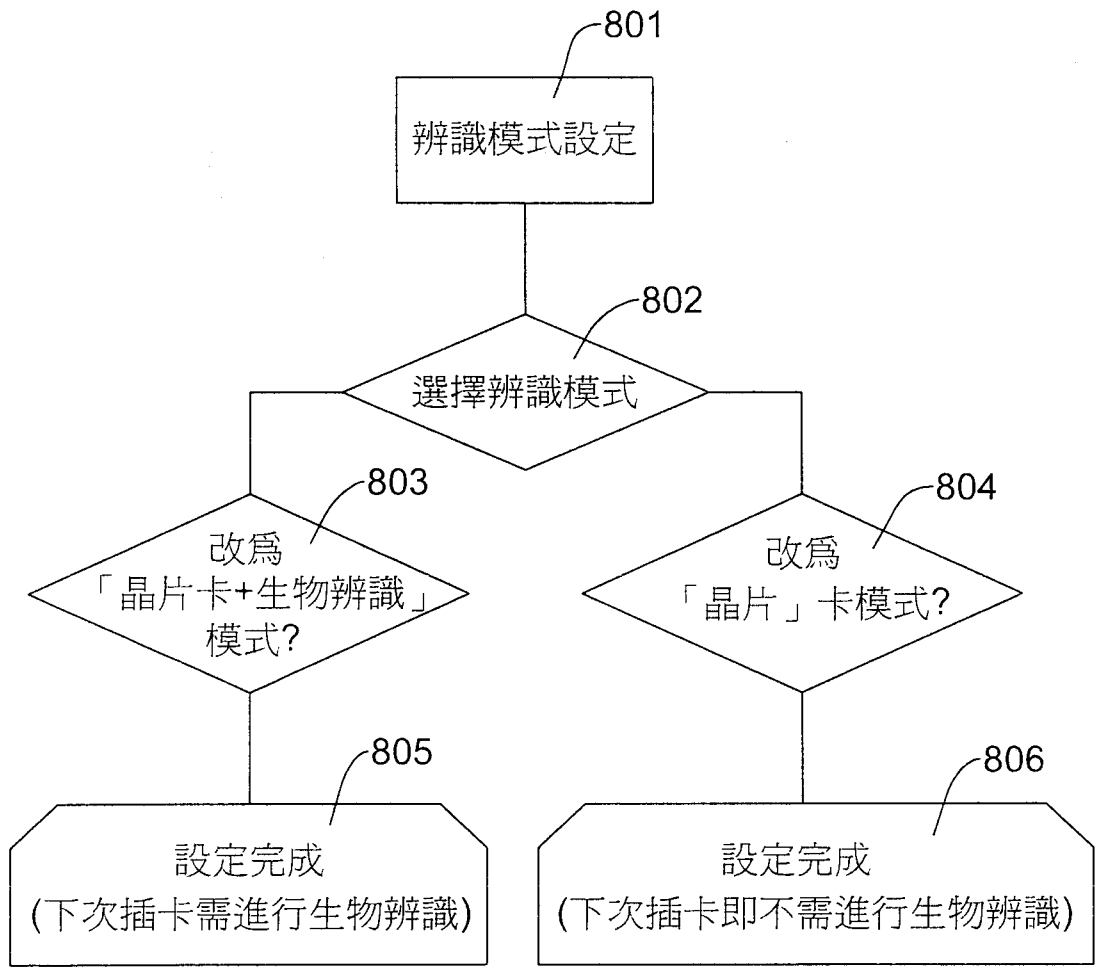 801
辨識模式設定
802
選擇辨識模式
803
改爲
「晶片卡+生物辨識」
模式?
804
改爲
「晶片」卡模式?
805
設定完成
(下次插卡需進行生物辨識)
806
設定完成
(下次插卡即不需進行生物辨識)